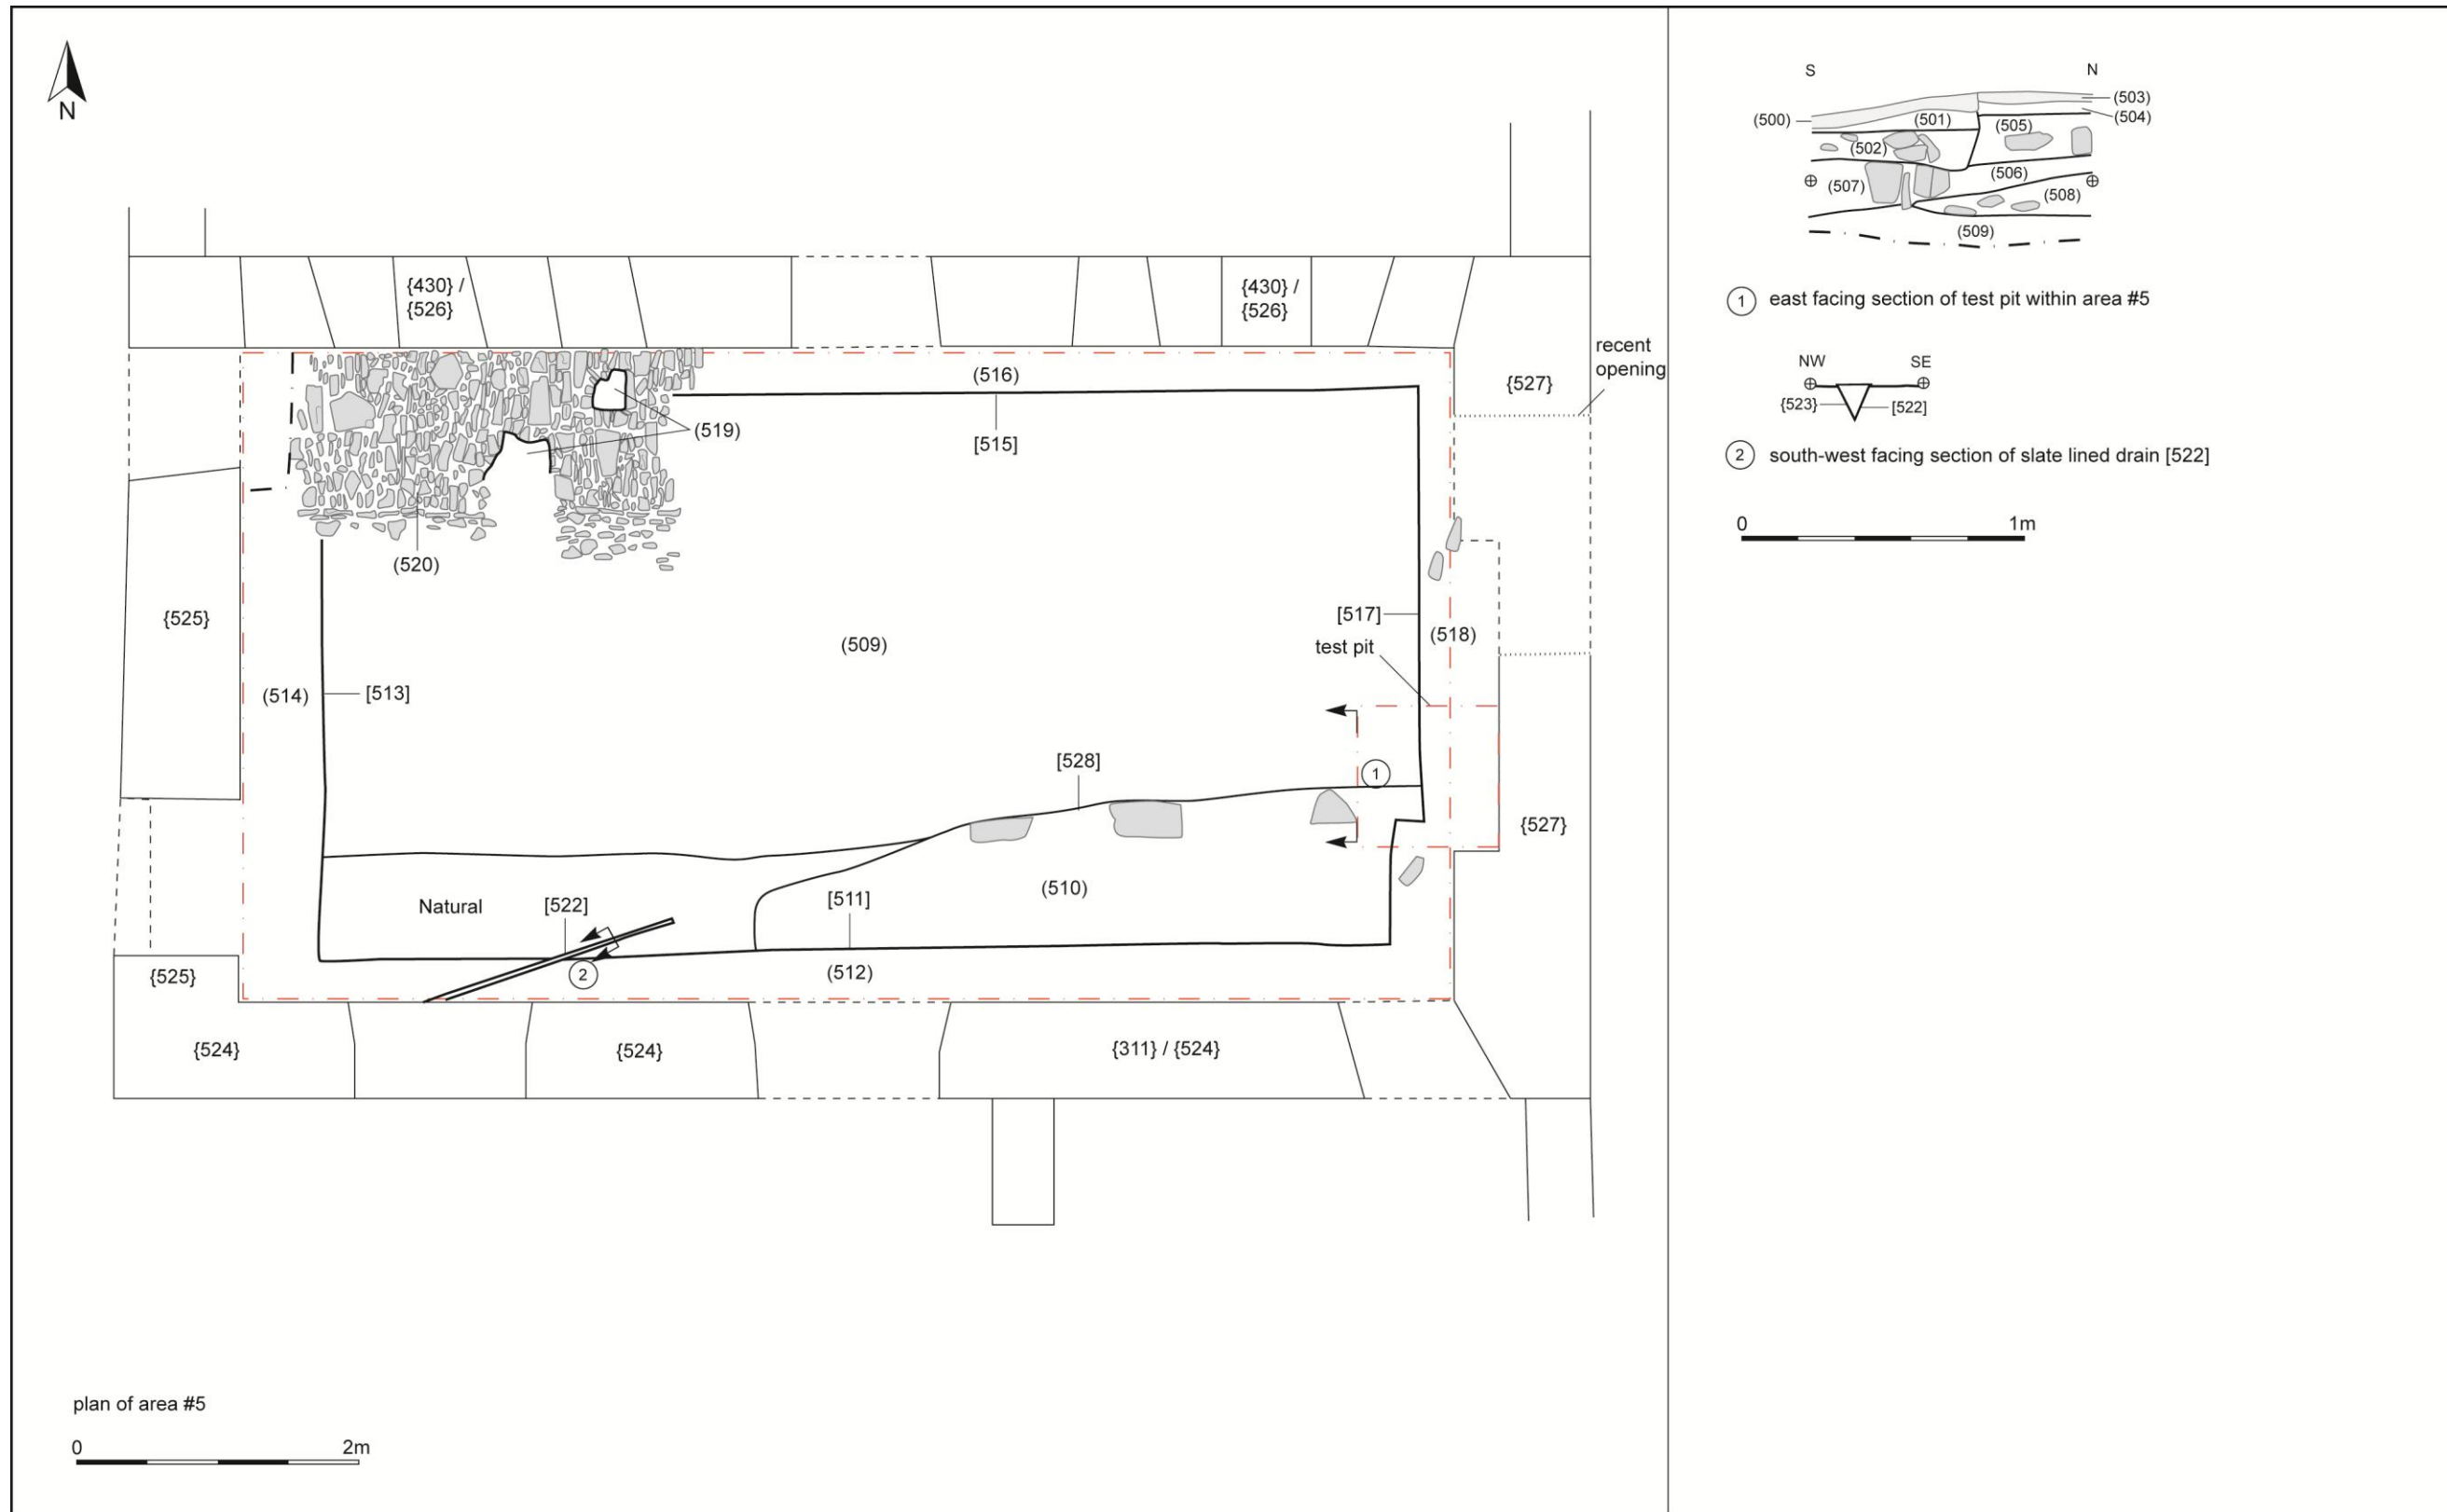 N
{430} /
{526}
{430} /
{526}
recent
opening
(516)
{527}
(519)
[515]
(520)
{525}
(509)
[517]
(518)
test pit
(514)
[513]
[528]
1
{527}
(510)
[511]
Natural
[522]
2
(512)
{525}
{524}
{524}
{311} / {524}
plan of area #5
0
2m
S
N
(503)
(500)
(501)
(504)
(505)
(502)
(506)
(507)
(508)
(509)
1
east facing section of test pit within area #5
NW
SE
{523}
[522]
2
south-west facing section of slate lined drain [522]
0
1m